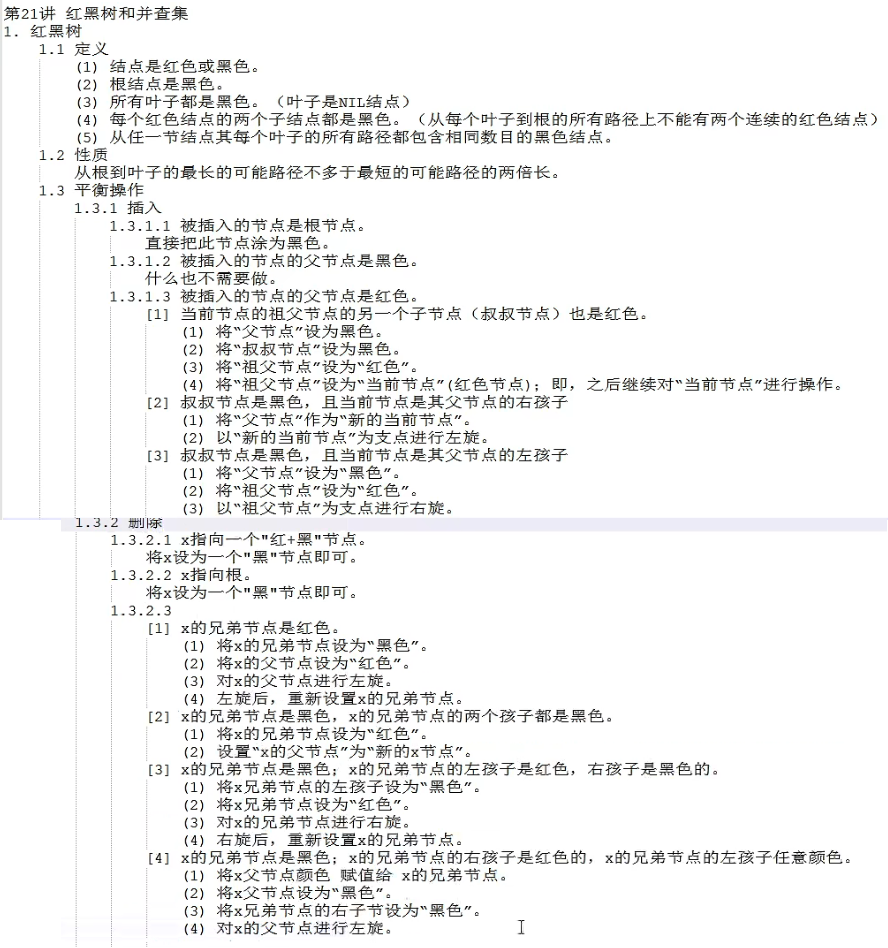 第21讲 红黑树和并查集
1. 红黑树
1.1 定义
(1) 结点是红色或黑色。
(2) 根结点是黑色。
(3) 所有叶子都是黑色。（叶子是NIL结点）
(4) 每个红色结点的两个子结点都是黑色。（从每个叶子到根的所有路径上不能有两个连续的红色结点）
(5) 从任一节结点其每个叶子的所有路径都包含相同数目的黑色结点。
1.2 性质
从根到叶子的最长的可能路径不多于最短的可能路径的两倍长。
1.3 平衡操作
1.3.1 插入
1.3.1.1 被插入的节点是根节点。
直接把此节点涂为黑色。
1.3.1.2 被插入的节点的父节点是黑色。
什么也不需要做。
1.3.1.3 被插入的节点的父节点是红色。
[1] 当前节点的祖父节点的另一个子节点（叔叔节点）也是红色。
(1) 将“父节点”设为黑色。
(2) 将“叔叔节点”设为黑色。
(3) 将“祖父节点”设为“红色”。
(4) 将“祖父节点”设为“当前节点”(红色节点)；即，之后继续对“当前节点”进行操作。
[2] 叔叔节点是黑色，且当前节点是其父节点的右孩子
(1) 将“父节点”作为“新的当前节点”。
(2) 以“新的当前节点”为支点进行左旋。
[3] 叔叔节点是黑色，且当前节点是其父节点的左孩子
(1) 将“父节点”设为“黑色”。
(2) 将“祖父节点”设为“红色”。
(3) 以“祖父节点”为支点进行右旋。
1.3.2 删除
1.3.2.1 x指向一个"红+黑"节点。
将x设为一个"黑"节点即可。
1.3.2.2 x指向根。
将x设为一个"黑"节点即可。
1.3.2.3
[1] x的兄弟节点是红色。
(1) 将x的兄弟节点设为“黑色”。
(2) 将x的父节点设为“红色”。
(3) 对x的父节点进行左旋。
(4) 左旋后，重新设置x的兄弟节点。
[2] x的兄弟节点是黑色，x的兄弟节点的两个孩子都是黑色。
(1) 将x的兄弟节点设为“红色”。
(2) 设置“x的父节点”为“新的x节点”。
[3] x的兄弟节点是黑色；x的兄弟节点的左孩子是红色，右孩子是黑色的。
(1) 将x兄弟节点的左孩子设为“黑色”。
(2) 将x兄弟节点设为“红色”。
(3) 对x的兄弟节点进行右旋。
(4) 右旋后，重新设置x的兄弟节点。
[4] x的兄弟节点是黑色；x的兄弟节点的右孩子是红色的，x的兄弟节点的左孩子任意颜色。
(1) 将x父节点颜色 赋值给 x的兄弟节点。
(2) 将x父节点设为“黑色”。
(3) 将x兄弟节点的右子节设为“黑色”。
(4) 对x的父节点进行左旋。